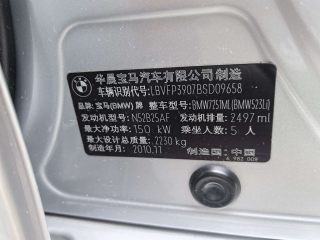 华晨宝马汽车有限公司 制造
车辆识别代号: LBVFP3907BSD09658
品牌: 宝马(BMW) 牌 整车型号: BMW7251ML(BMW523Li)
发动机型号: N52B25AF 发动机排量: 2497 ml
最大净功率: 150 kW 乘坐人数: 5 人
最大设计总质量: 2230 kg
制造年月: 2010.11 制造国: 中国
6 982 009